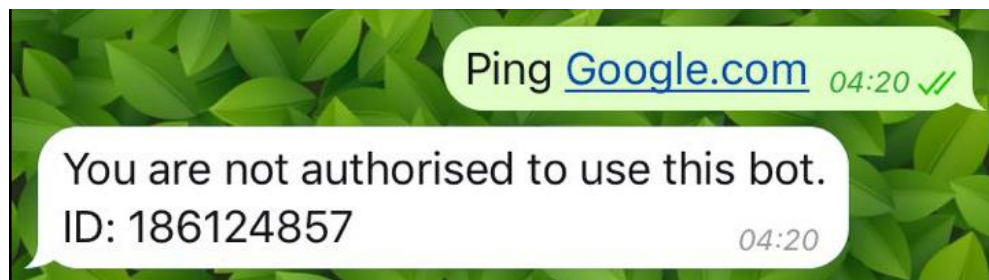 Ping Google.com 04:20
You are not authorised to use this bot.
ID: 186124857 04:20